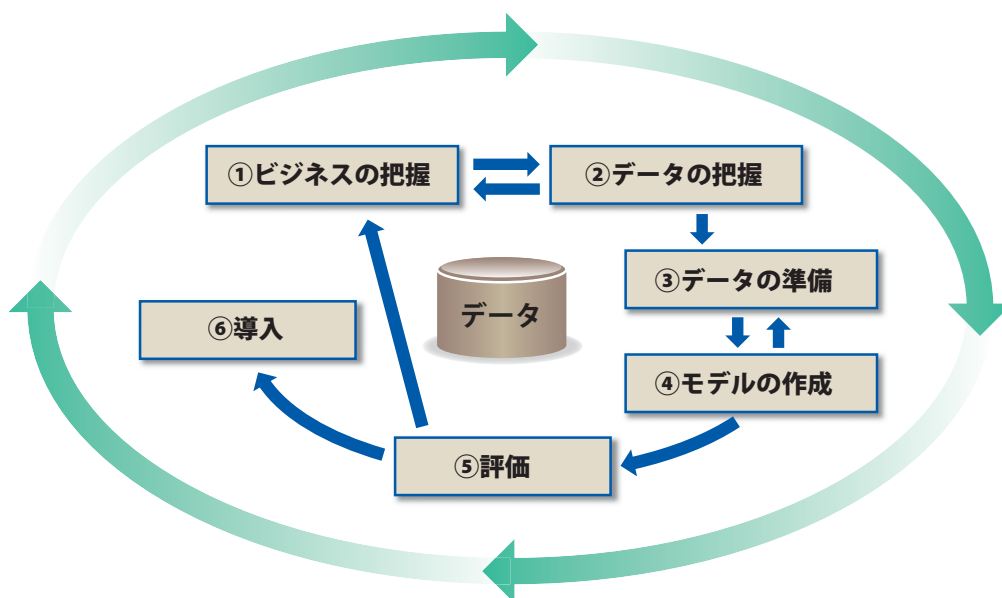 ①ビジネスの把握
②データの把握
③データの準備
データ
⑥導入
④モデルの作成
⑤評価